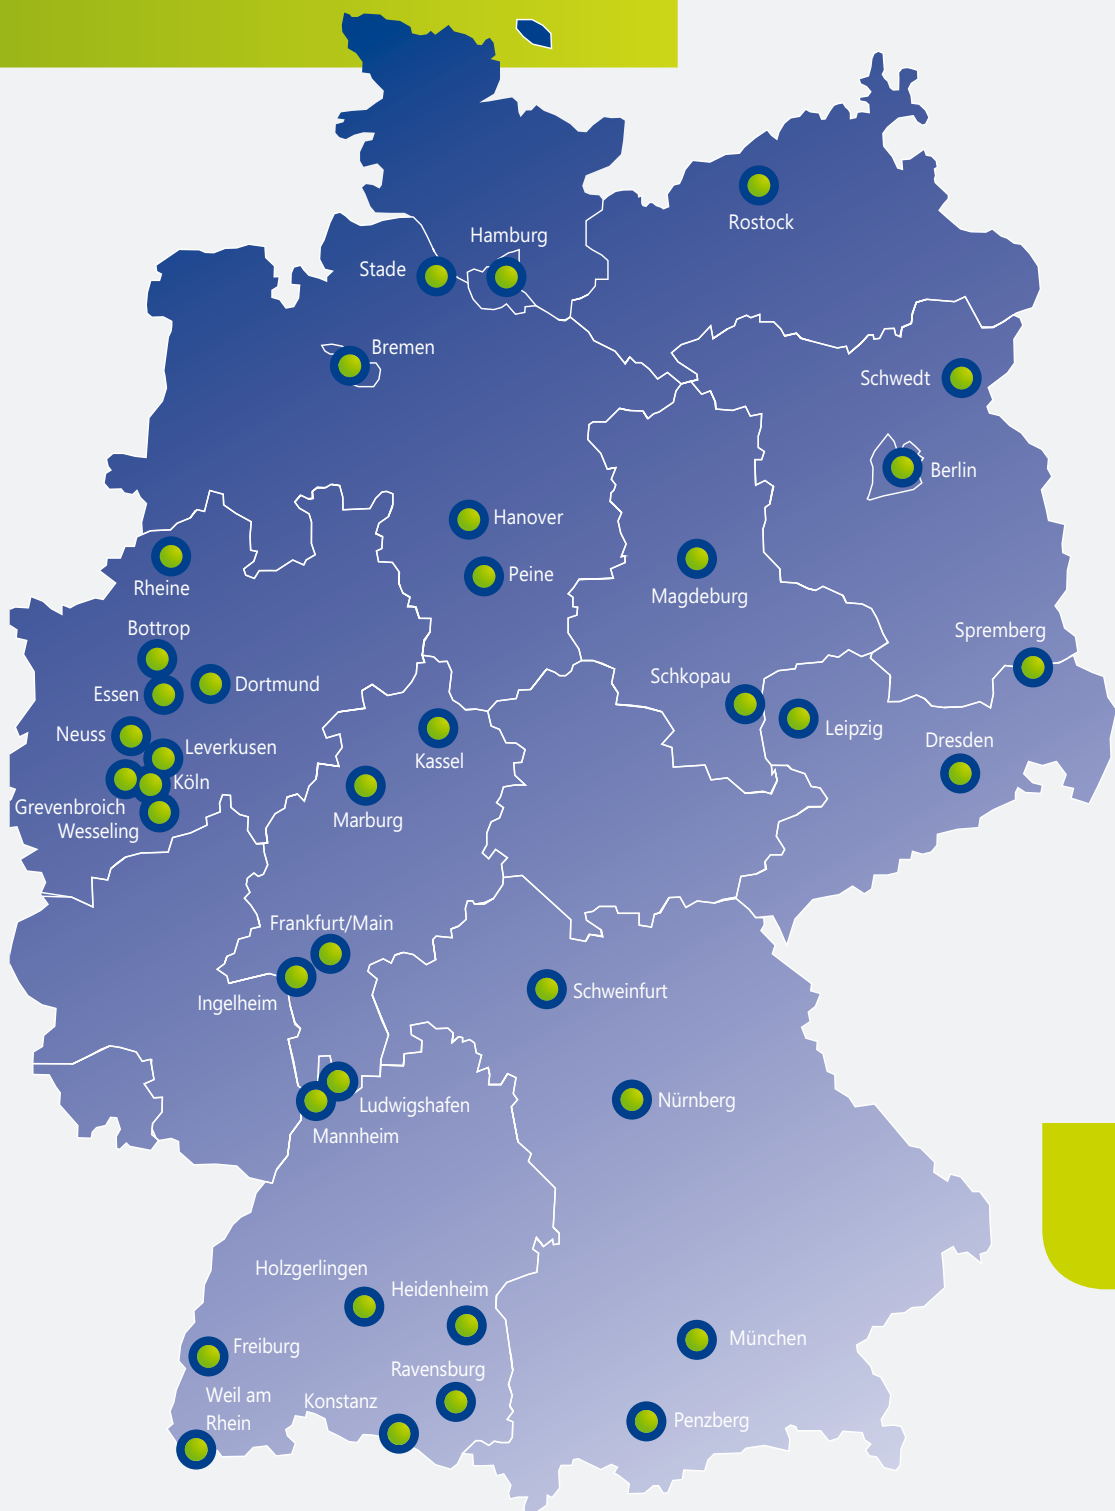 Rostock
Hamburg
Stade
Bremen
Schwedt
Berlin
Hanover
Peine
Rheine
Magdeburg
Bottrop
Spremberg
Schkopau
Dortmund
Essen
Leipzig
Neuss
Leverkusen
Dresden
Kassel
Köln
Grevenbroich
Marburg
Wesseling
Frankfurt/Main
Schweinfurt
Ingelheim
Nürnberg
Ludwigshafen
Mannheim
Holzgerlingen
Heidenheim
München
Freiburg
Ravensburg
Weil am
Rhein
Konstanz
Penzberg